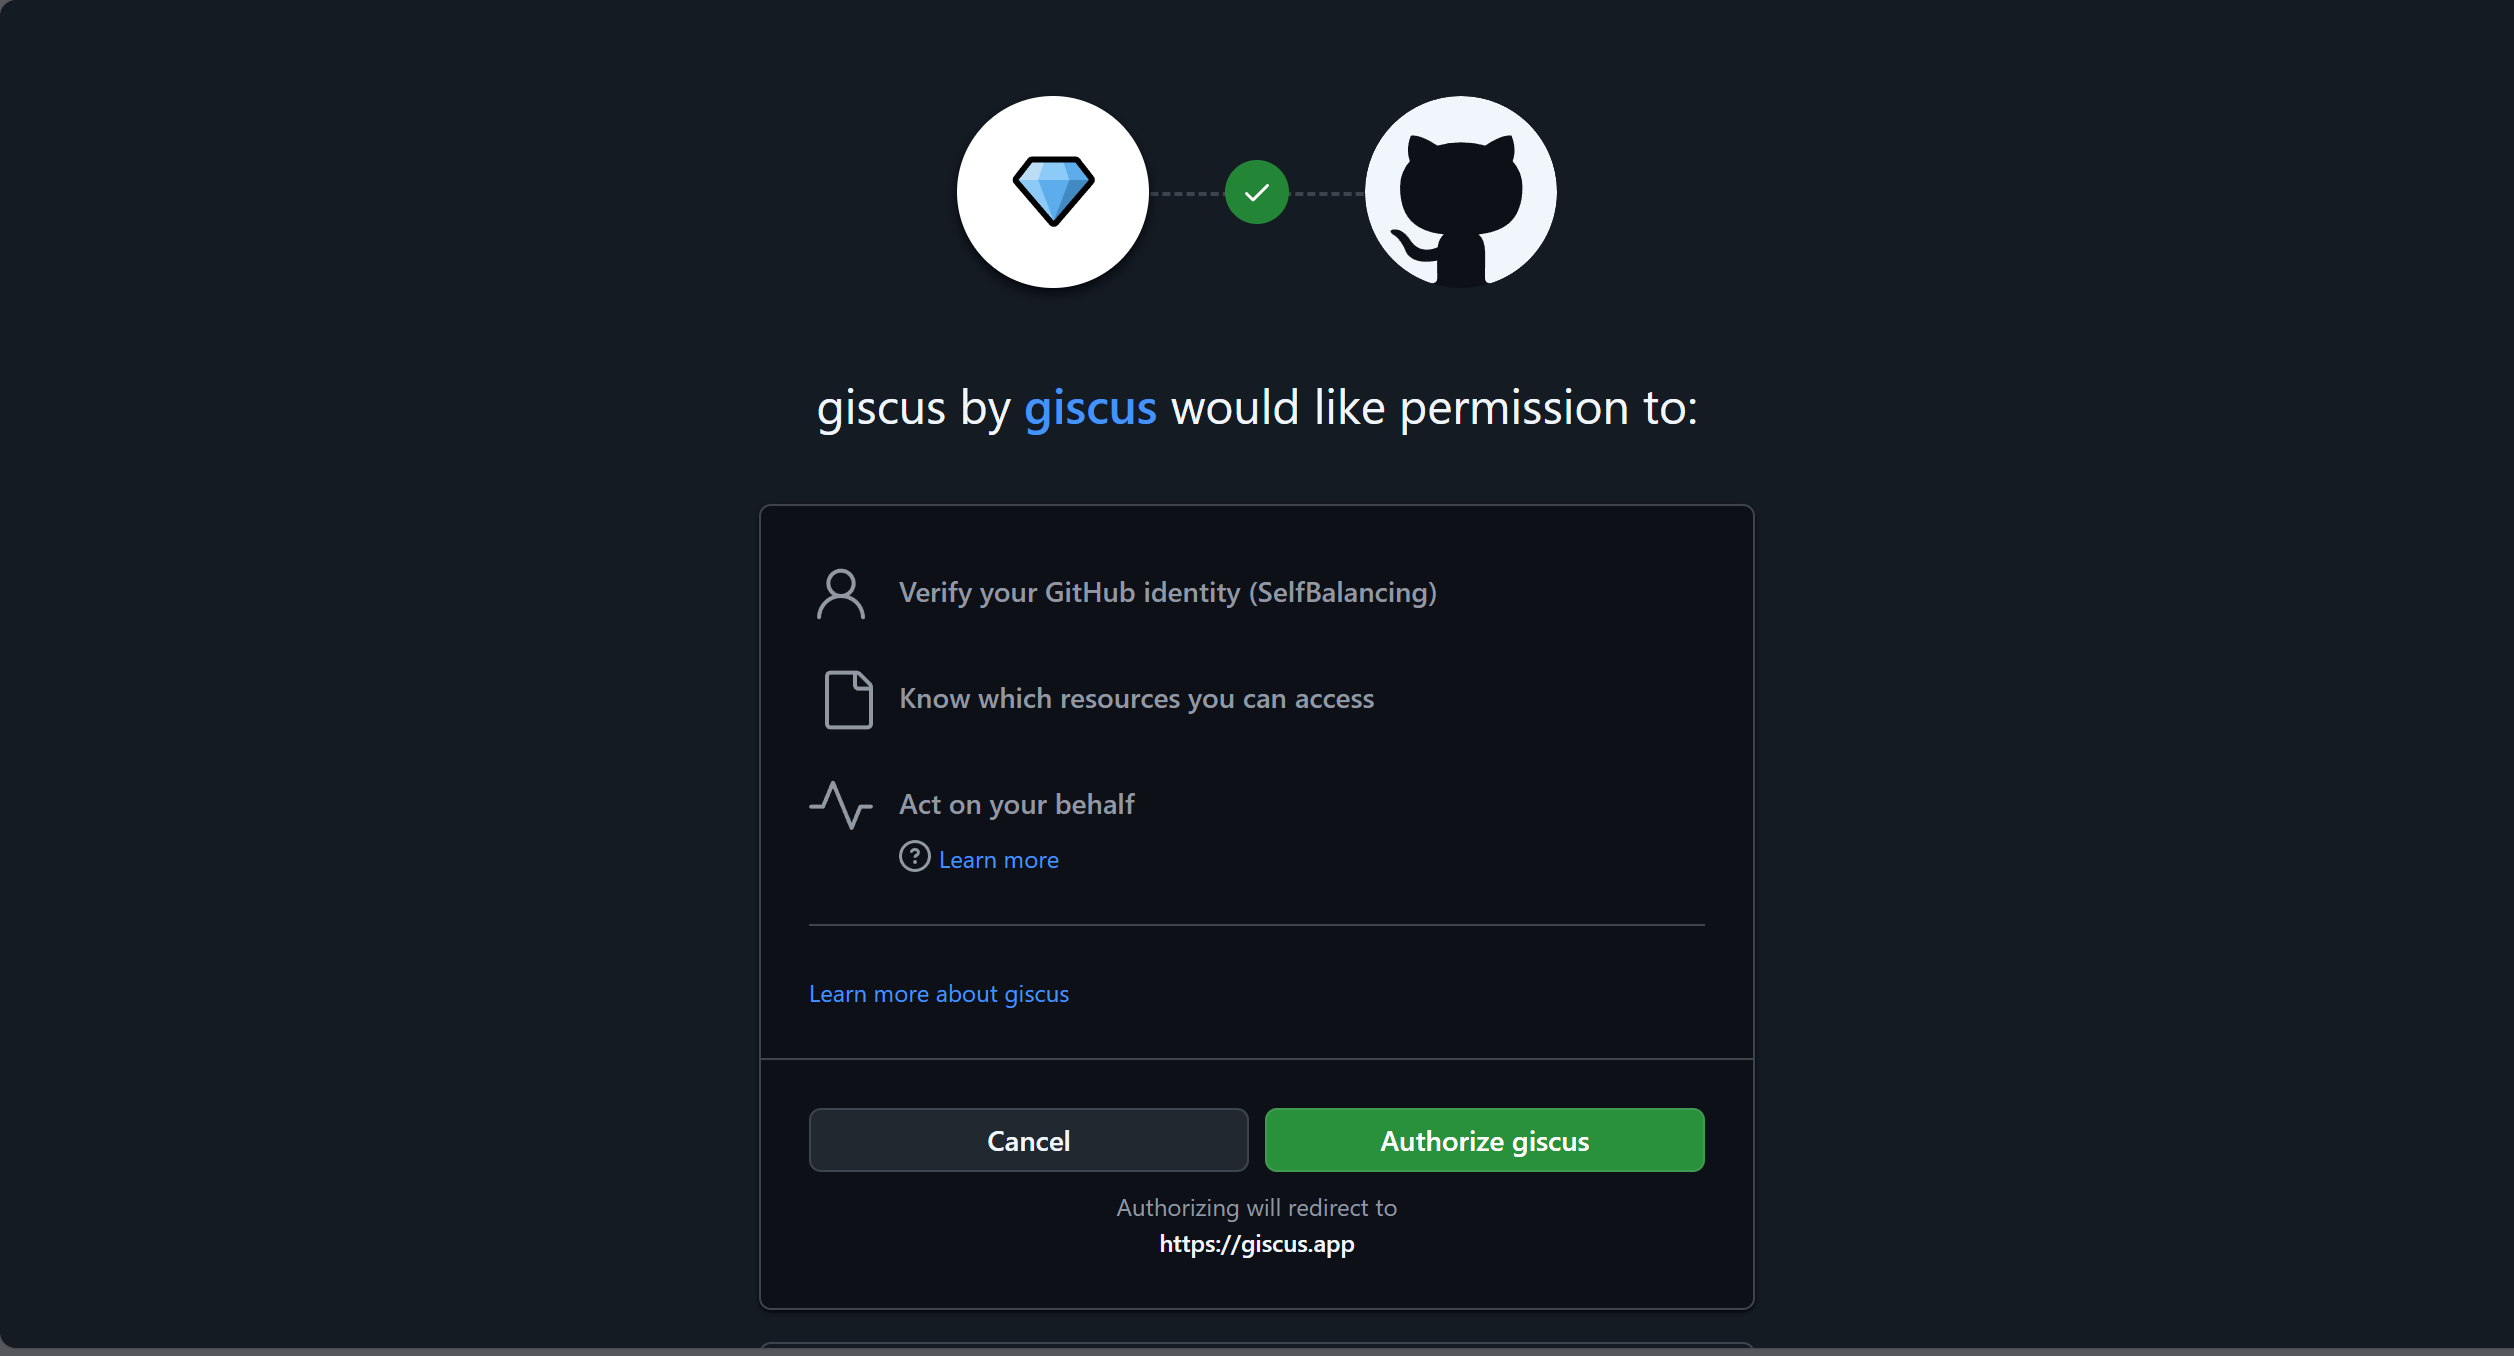 giscus by giscus would like permission to:
Verify your GitHub identity (SelfBalancing)
Know which resources you can access
Act on your behalf
Learn more
Learn more about giscus
Cancel
Authorize giscus
Authorizing will redirect to
https://giscus.app